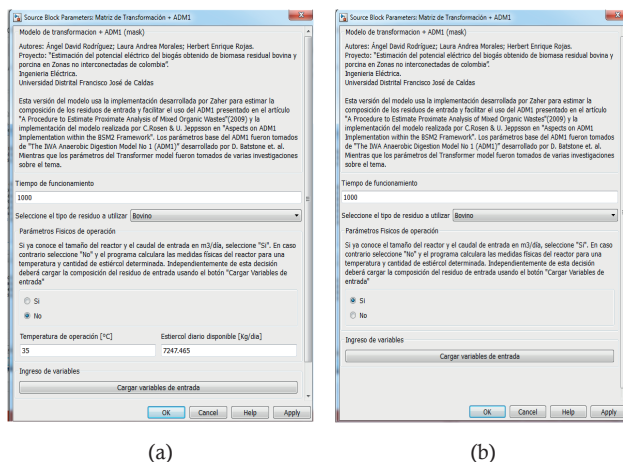 Source Block Parameters: Matriz de Transformación + ADM1
Modelo de transformacion + ADM1 (mask)
Autores: Ángel David Rodríguez; Laura Andrea Morales; Herbert Enrique Rojas.
Proyecto: "Estimación del potencial eléctrico del biogás obtenido de biomasa residual bovina y
porcina en Zonas no interconectadas de colombia".
Ingenieria Eléctrica.
Universidad Distrital Francisco José de Caldas
Esta versión del modelo usa la implementación desarrollada por Zaher para estimar la
composición de los residuos de entrada y facilitar el uso del ADM1 presentado en el artículo
"A Procedure to Estimate Proximate Analysis of Mixed Organic Wastes"(2009) y la
implementación del modelo realizada por C.Rosen & U. Jeppsson en "Aspects on ADM1
Implementation within the BSM2 Framework". Los parámetros base del ADM1 fueron tomados
de "The IWA Anaerobic Digestion Model No 1 (ADM1)" desarrollado por D. Batstone et. al.
Mientras que los parámetros del Transformer model fueron tomados de varias investigaciones
sobre el tema.
Tiempo de funcionamiento
1000
Seleccione el tipo de residuo a utilizar Bovino
Parámetros Fisicos de operación
Si ya conoce el tamaño del reactor y el caudal de entrada en m3/día, seleccione "Si". En caso
contrario seleccione "No" y el programa calcula las medidas físicas del reactor para una
temperatura y cantidad de estiércol determinada. Independientemente de esta decisión
deberá cargar la composición del residuo de entrada usando el botón "Cargar Variables de
entrada"
Si
No
Temperatura de operación [°C] Estiercol diario disponible [Kg/dia]
35 7247.465
Ingreso de variables
Cargar variables de entrada
OK Cancel Help Apply
(a)
Source Block Parameters: Matriz de Transformación + ADM1
Modelo de transformacion + ADM1 (mask)
Autores: Ángel David Rodríguez; Laura Andrea Morales; Herbert Enrique Rojas.
Proyecto: "Estimación del potencial eléctrico del biogás obtenido de biomasa residual bovina y
porcina en Zonas no interconectadas de colombia".
Ingenieria Eléctrica.
Universidad Distrital Francisco José de Caldas
Esta versión del modelo usa la implementación desarrollada por Zaher para estimar la
composición de los residuos de entrada y facilitar el uso del ADM1 presentado en el artículo
"A Procedure to Estimate Proximate Analysis of Mixed Organic Wastes"(2009) y la
implementación del modelo realizada por C.Rosen & U. Jeppsson en "Aspects on ADM1
Implementation within the BSM2 Framework". Los parámetros base del ADM1 fueron tomados
de "The IWA Anaerobic Digestion Model No 1 (ADM1)" desarrollado por D. Batstone et. al.
Mientras que los parámetros del Transformer model fueron tomados de varias investigaciones
sobre el tema.
Tiempo de funcionamiento
1000
Seleccione el tipo de residuo a utilizar Bovino
Parámetros Fisicos de operación
Si ya conoce el tamaño del reactor y el caudal de entrada en m3/día, seleccione "Si". En caso
contrario seleccione "No" y el programa calcula las medidas físicas del reactor para una
temperatura y cantidad de estiércol determinada. Independientemente de esta decisión
deberá cargar la composición del residuo de entrada usando el botón "Cargar Variables de
entrada"
Si
No
Ingreso de variables
Cargar variables de entrada
OK Cancel Help Apply
(b)